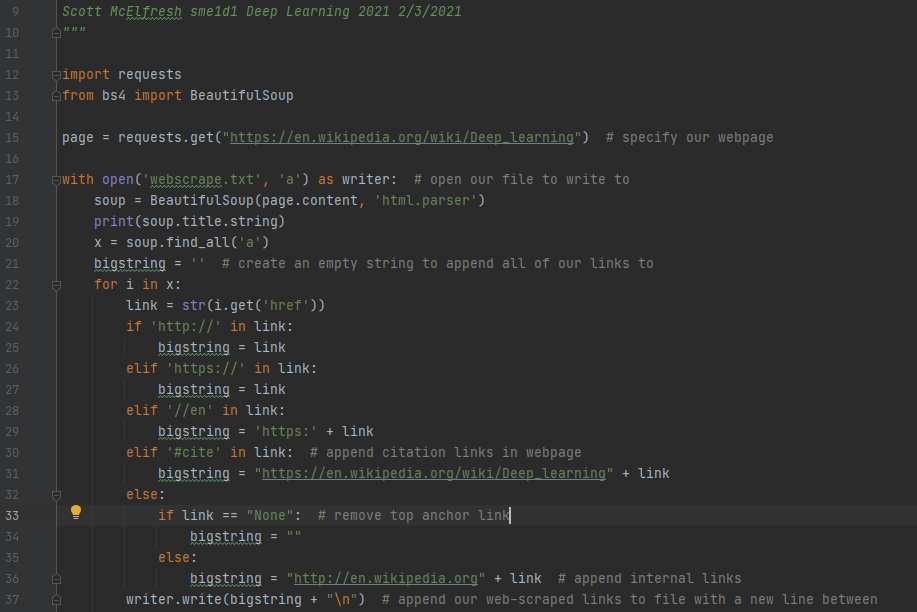 9 Scott McElfresh sme1d1 Deep Learning 2021 2/3/2021
10 """
11
12 import requests
13 from bs4 import BeautifulSoup
14
15 page = requests.get("https://en.wikipedia.org/wiki/Deep_learning")  # specify our webpage
16
17 with open('webscrape.txt', 'a') as writer:  # open our file to write to
18     soup = BeautifulSoup(page.content, 'html.parser')
19     print(soup.title.string)
20     x = soup.find_all('a')
21     bigstring = ''  # create an empty string to append all of our links to
22     for i in x:
23         link = str(i.get('href'))
24         if 'http://' in link:
25             bigstring = link
26         elif 'https://' in link:
27             bigstring = link
28         elif '//en' in link:
29             bigstring = 'https:' + link
30         elif '#cite' in link:  # append citation links in webpage
31             bigstring = "https://en.wikipedia.org/wiki/Deep_learning" + link
32         else:
33             if link == "None":  # remove top anchor link
34                 bigstring = ""
35             else:
36                 bigstring = "http://en.wikipedia.org" + link  # append internal links
37         writer.write(bigstring + "\n")  # append our web-scraped links to file with a new line between